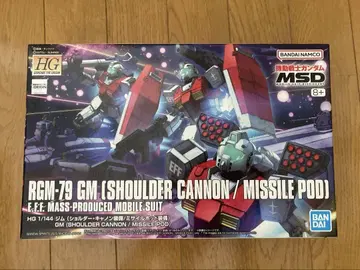 HG
BANDAI NAMCO
機動戦士ガンダム
MSD
8+
RGM-79 GM [SHOULDER CANNON / MISSILE POD]
E.F.F. MASS-PRODUCED MOBILE SUIT
HG 1/144 ジム (ショルダー・キャノン装備/ミサイルポッド装備)
GM (SHOULDER CANNON / MISSILE POD)
BAN
DAI